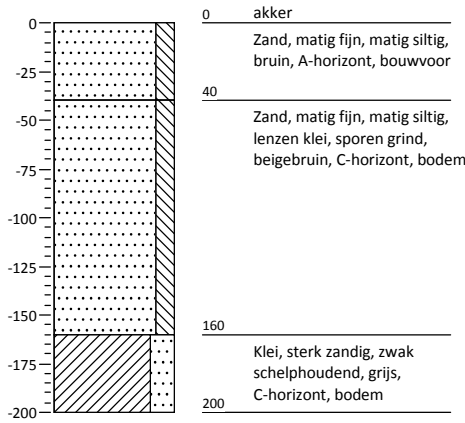 0
-25
-50
-75
-100
-125
-150
-175
-200
0 akker
Zand, matig fijn, matig siltig,
bruin, A-horizont, bouwvoor
40
Zand, matig fijn, matig siltig,
lenzen klei, sporen grind,
beigebruin, C-horizont, bodem
160
Klei, sterk zandig, zwak
schelphoudend, grijs,
C-horizont, bodem
200